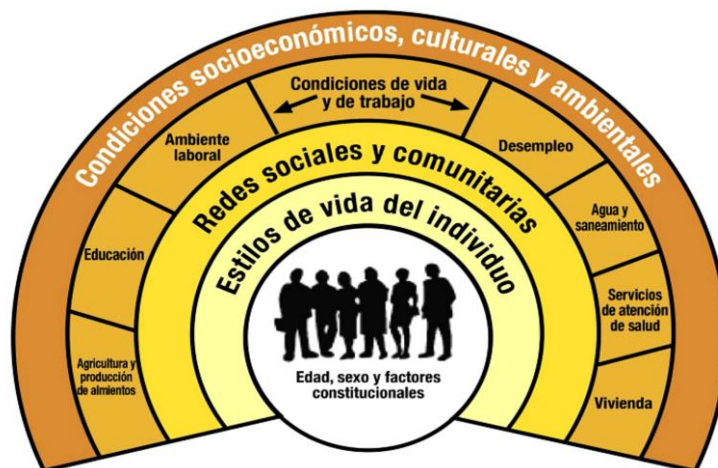 Condiciones socioeconómicos, culturales y ambientales
Condiciones de vida
y de trabajo
Ambiente
laboral
Desempleo
Redes sociales y comunitarias
Educación
Agua y
saneamiento
Estilos de vida del individuo
Servicios
de atención
de salud
Agricultura y
producción
de almientos
Vivienda
Edad, sexo y factores
constitucionales